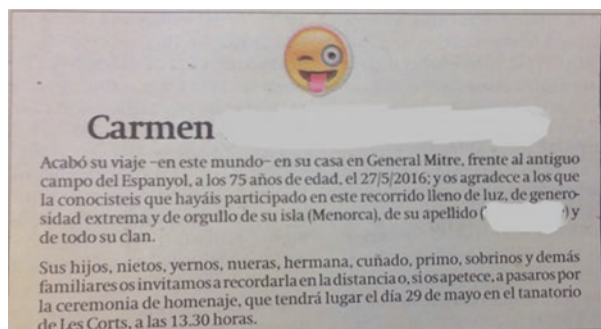 Carmen
Acabó su viaje –en este mundo– en su casa en General Mitre, frente al antiguo
campo del Espanyol, a los 75 años de edad, el 27/5/2016; y os agradece a los que
la conocisteis que hayáis participado en este recorrido lleno de luz, de genero-
sidad extrema y de orgullo de su isla (Menorca), de su apellido ( ) y
de todo su clan.
Sus hijos, nietos, yernos, nueras, hermana, cuñado, primo, sobrinos y demás
familiares os invitamos a recordarla en la distancia o, si os apetece, a pasaros por
la ceremonia de homenaje, que tendrá lugar el día 29 de mayo en el tanatorio
de Les Corts, a las 13.30 horas.